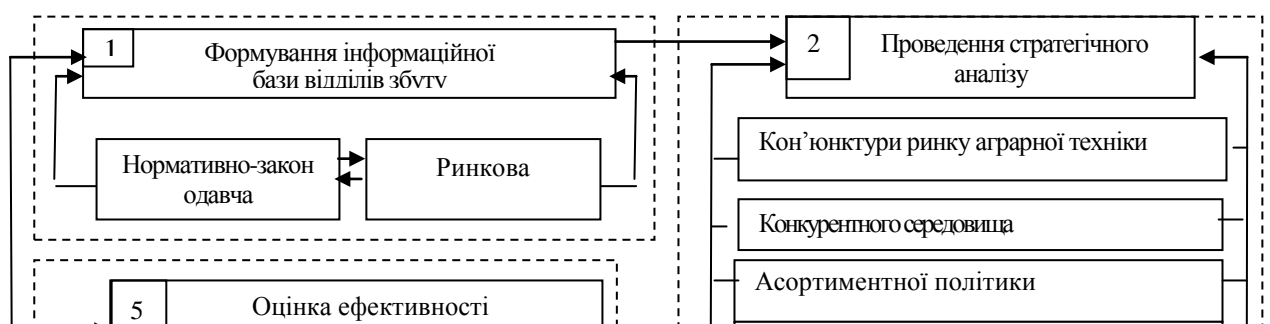 1
Формування інформаційної
бази відділів збуту
Нормативно-закон
одавча
Ринкова
2
Проведення стратегічного
аналізу
Кон’юнктури ринку аграрної техніки
Конкурентного середовища
Асортиментної політики
5
Оцінка ефективності